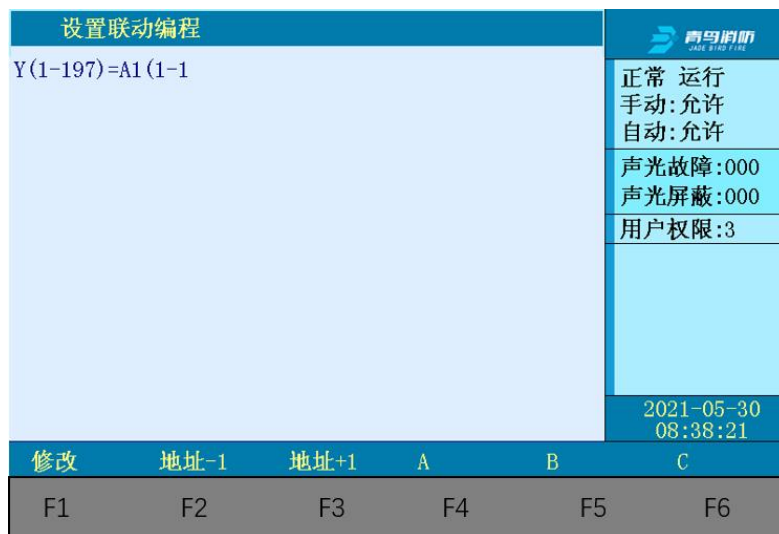 设置联动编程
Y(1-197)=A1(1-1
青鸟消防
JADE BIRD FIRE
正常 运行
手动:允许
自动:允许
声光故障:000
声光屏蔽:000
用户权限:3
2021-05-30
08:38:21
修改 地址-1 地址+1 A B C
F1 F2 F3 F4 F5 F6